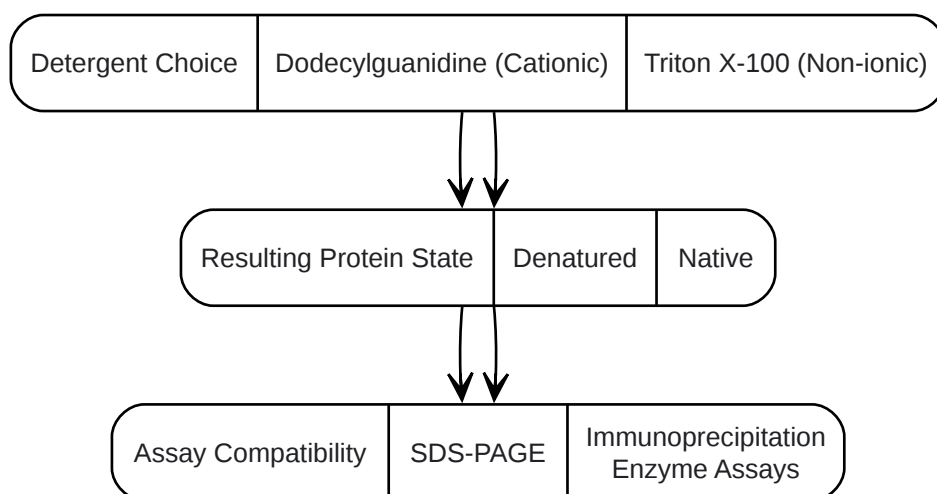 Detergent Choice
Dodecylguanidine (Cationic)
Triton X-100 (Non-ionic)
Resulting Protein State
Denatured
Native
Assay Compatibility
SDS-PAGE
Immunoprecipitation
Enzyme Assays